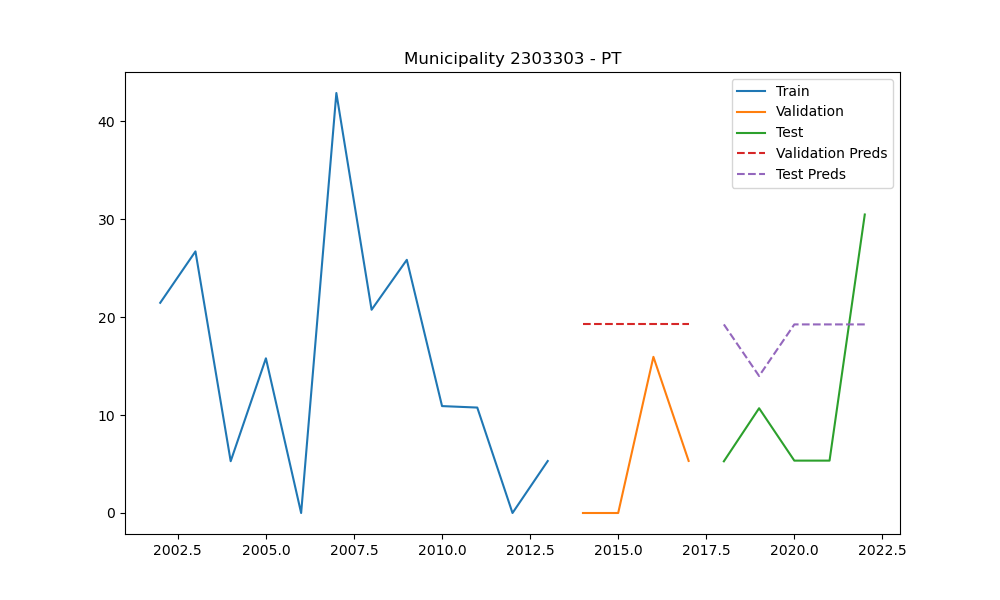 Municipality 2303303 - PT
Train
Validation
Test
Validation Preds
Test Preds
40
30
20
10
0
2002.5 2005.0 2007.5 2010.0 2012.5 2015.0 2017.5 2020.0 2022.5